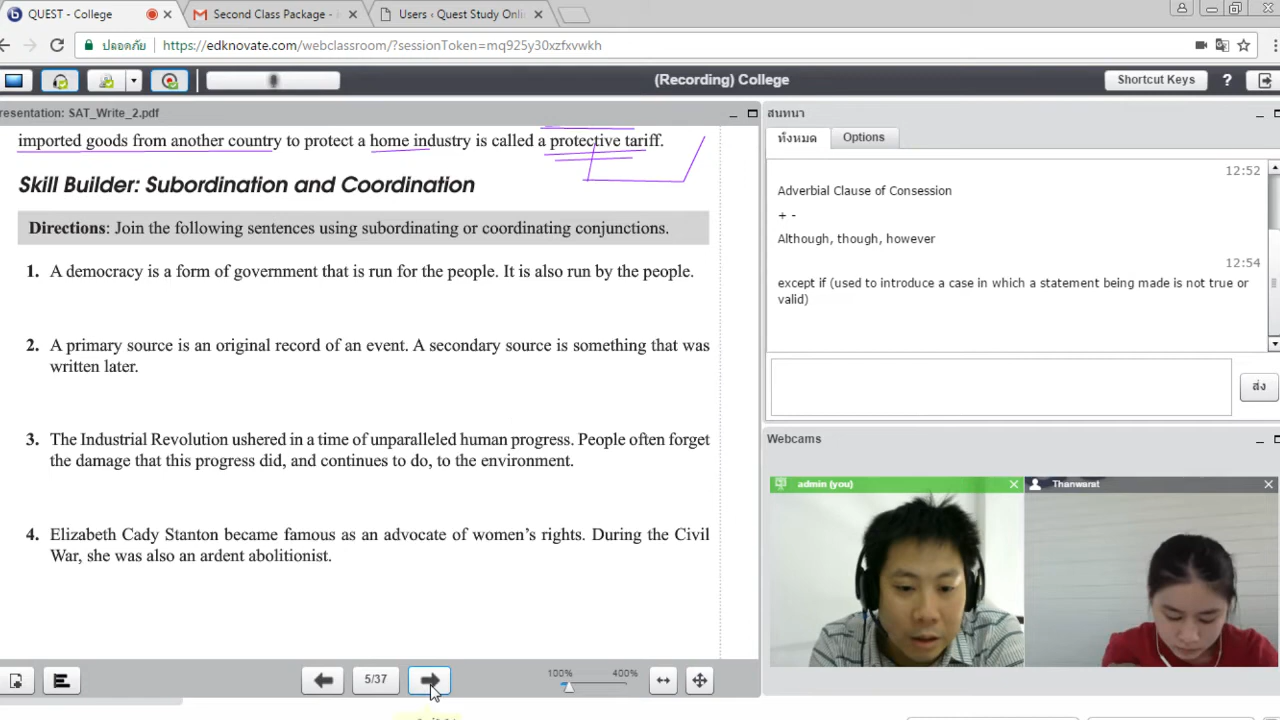 QUEST - College
Second Class Package -
Users ‹ Quest Study Onli
ปลอดภัย
https://edknovate.com/webclassroom/?sessionToken=mq925y30xzfxvwkh
(Recording) College
Shortcut Keys
?
resentation: SAT_Write_2.pdf
imported goods from another country to protect a home industry is called a protective tariff.
Skill Builder: Subordination and Coordination
Directions: Join the following sentences using subordinating or coordinating conjunctions.
1. A democracy is a form of government that is run for the people. It is also run by the people.
2. A primary source is an original record of an event. A secondary source is something that was
written later.
3. The Industrial Revolution ushered in a time of unparalleled human progress. People often forget
the damage that this progress did, and continues to do, to the environment.
4. Elizabeth Cady Stanton became famous as an advocate of women's rights. During the Civil
War, she was also an ardent abolitionist.
5/37
100%
400%
สนทนา
ทั้งหมด
Options
12:52
Adverbial Clause of Consession
+ -
Although, though, however
12:54
except if (used to introduce a case in which a statement being made is not true or
valid)
ส่ง
Webcams
admin (you)
Thanwarat